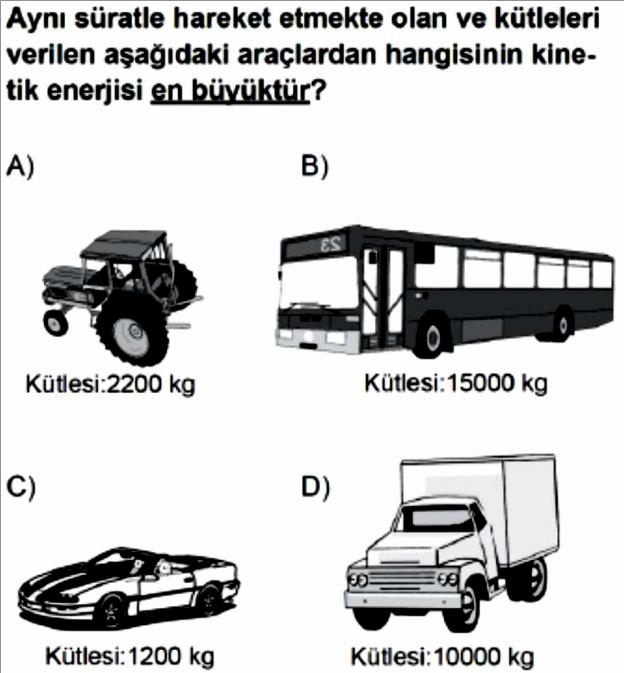 Aynı süratle hareket etmekte olan ve kütleleri
verilen aşağıdaki araçlardan hangisinin kine-
tik enerjisi en büyüktür?
A)
B)
23
Kütlesi:2200 kg
Kütlesi:15000 kg
C)
D)
Kütlesi:1200 kg
Kütlesi:10000 kg